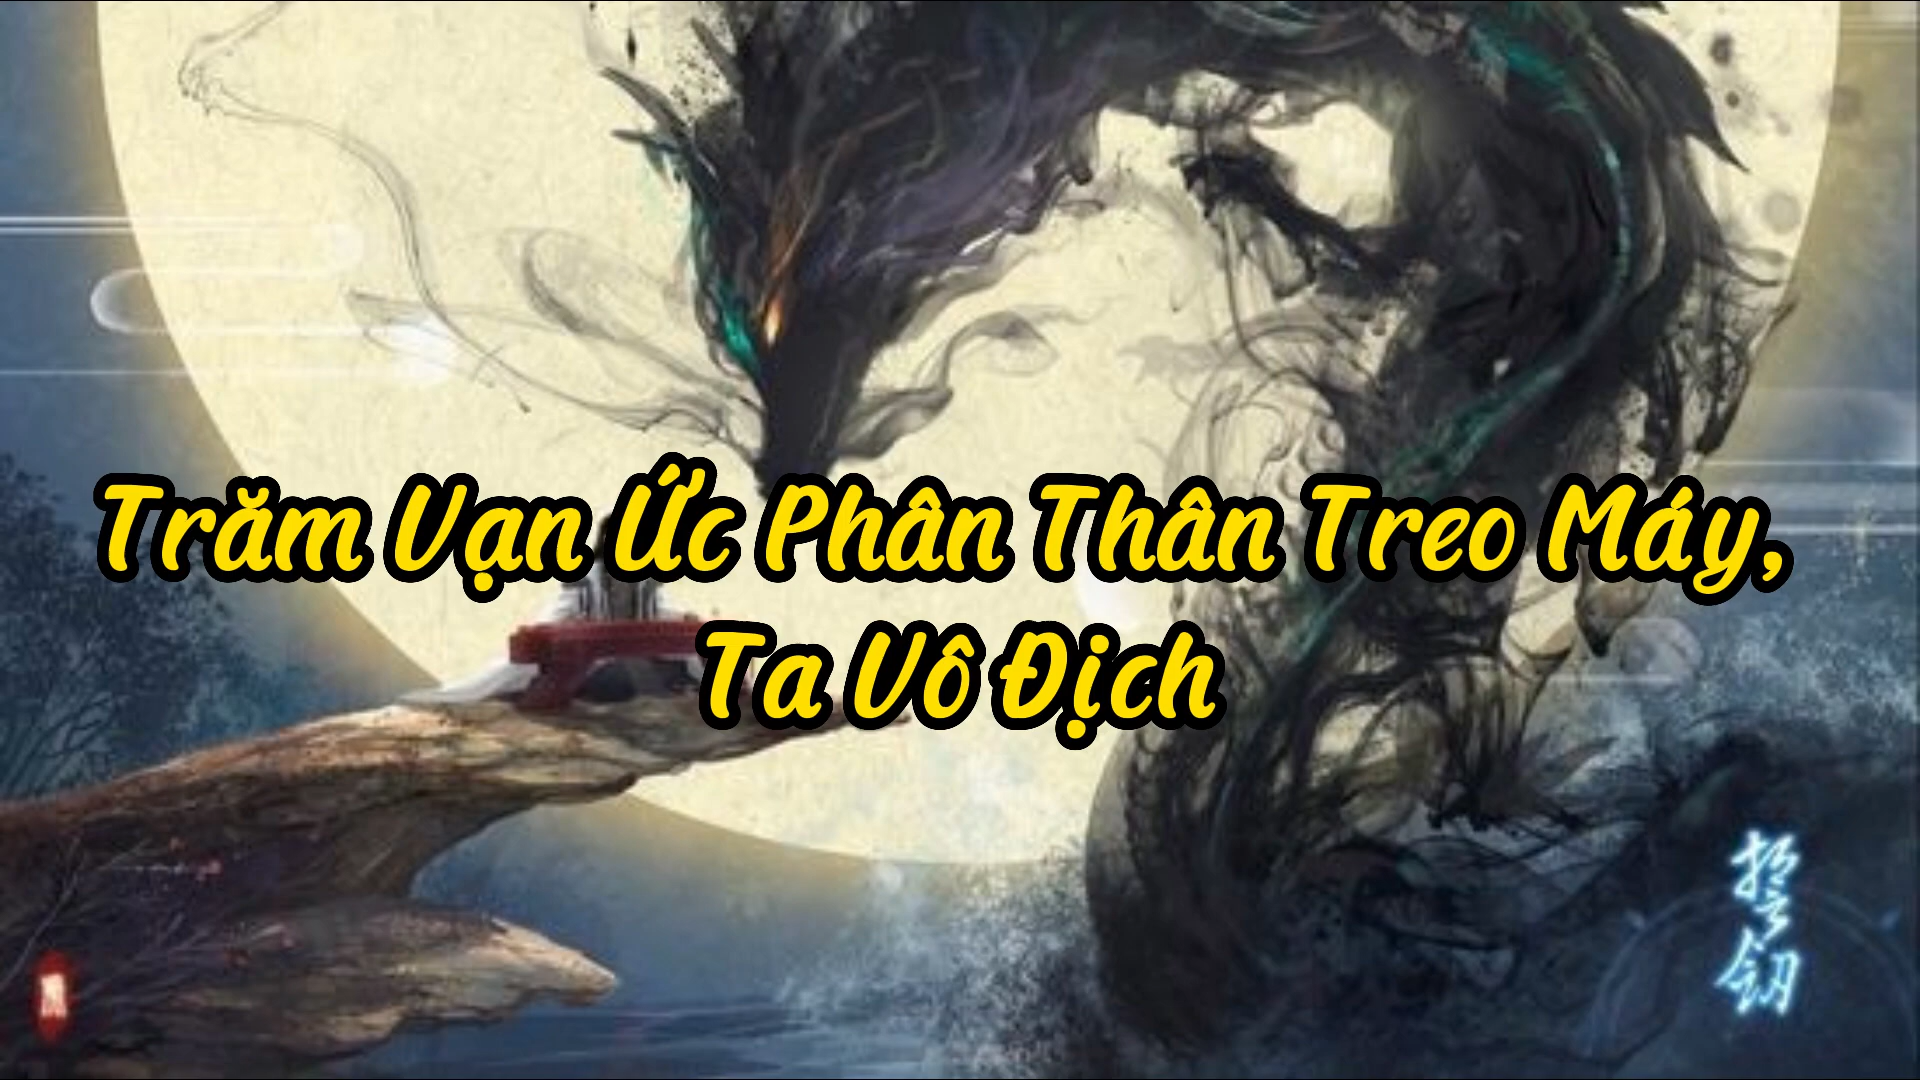 Trăm Vạn Ức Phân Thân Treo Máy,
Ta Vô Địch